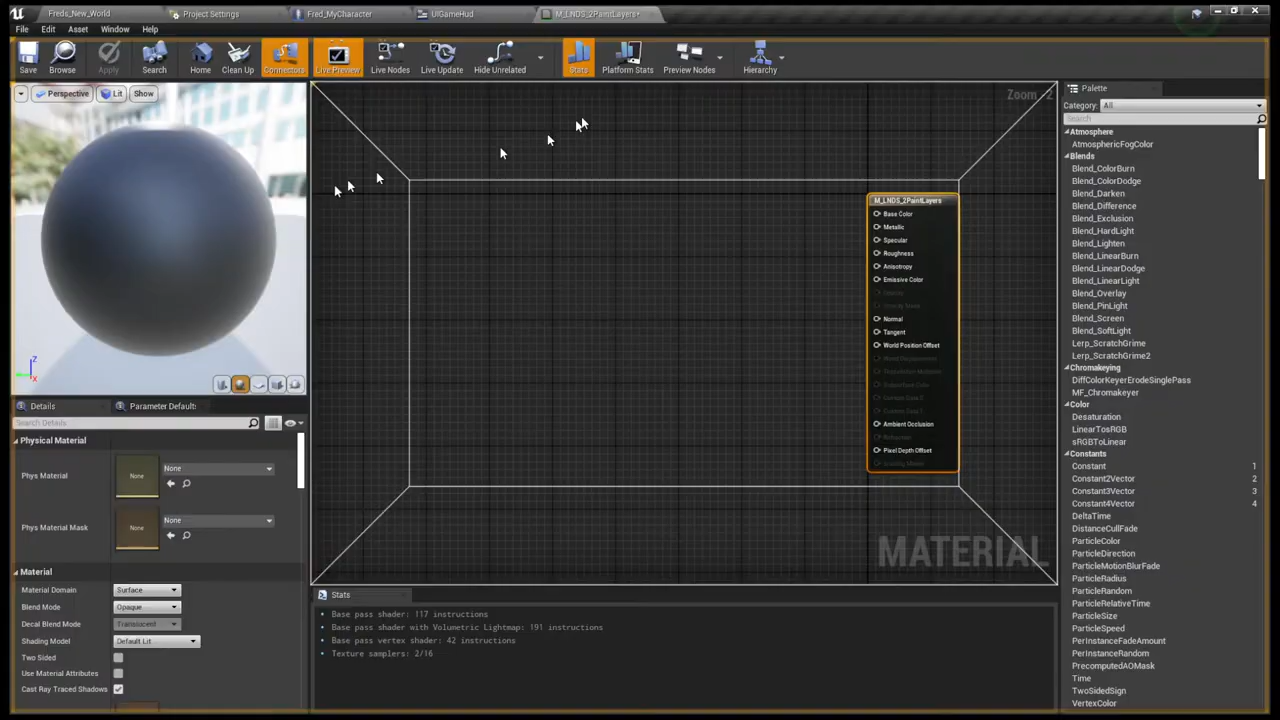 Freds_New_World
Project Settings
Fred_MyCharacter
UIGameHud
M_LNDS_2PaintLayers*
File Edit Asset Window Help
Save Browse Apply Search Home Clean Up Connectors Live Preview Live Nodes Live Update Hide Unrelated Stats Platform Stats Preview Nodes Hierarchy
Perspective Lit Show
Zoom -2
M_LNDS_2PaintLayers
Base Color
Metallic
Specular
Roughness
Anisotropy
Emissive Color
Normal
Tangent
World Position Offset
Ambient Occlusion
Refraction
Pixel Depth Offset
MATERIAL
Z
X
Details
Parameter Default:
Search Details
Physical Material
Phys Material
None
None
Phys Material Mask
None
None
Material
Material Domain Surface
Blend Mode Opaque
Decal Blend Mode Translucent
Shading Model Default Lit
Two Sided
Use Material Attributes
Cast Ray Traced Shadows
Stats
Base pass shader: 117 instructions
Base pass shader with Volumetric Lightmap: 191 instructions
Base pass vertex shader: 42 instructions
Texture samplers: 2/16
Palette
Category: All
Search
Atmosphere
AtmosphericFogColor
Blends
Blend_ColorBurn
Blend_ColorDodge
Blend_Darken
Blend_Difference
Blend_Exclusion
Blend_HardLight
Blend_Lighten
Blend_LinearBurn
Blend_LinearDodge
Blend_LinearLight
Blend_Overlay
Blend_PinLight
Blend_Screen
Blend_SoftLight
Lerp_ScratchGrime
Lerp_ScratchGrime2
Chromakeying
DiffColorKeyerErodeSinglePass
MF_Chromakeyer
Color
Desaturation
LinearTosRGB
sRGBToLinear
Constants
Constant 1
Constant2Vector 2
Constant3Vector 3
Constant4Vector 4
DeltaTime
DistanceCullFade
ParticleColor
ParticleDirection
ParticleMotionBlurFade
ParticleRadius
ParticleRandom
ParticleRelativeTime
ParticleSize
ParticleSpeed
PerInstanceFadeAmount
PerInstanceRandom
PrecomputedAOMask
Time
TwoSidedSign
VertexColor